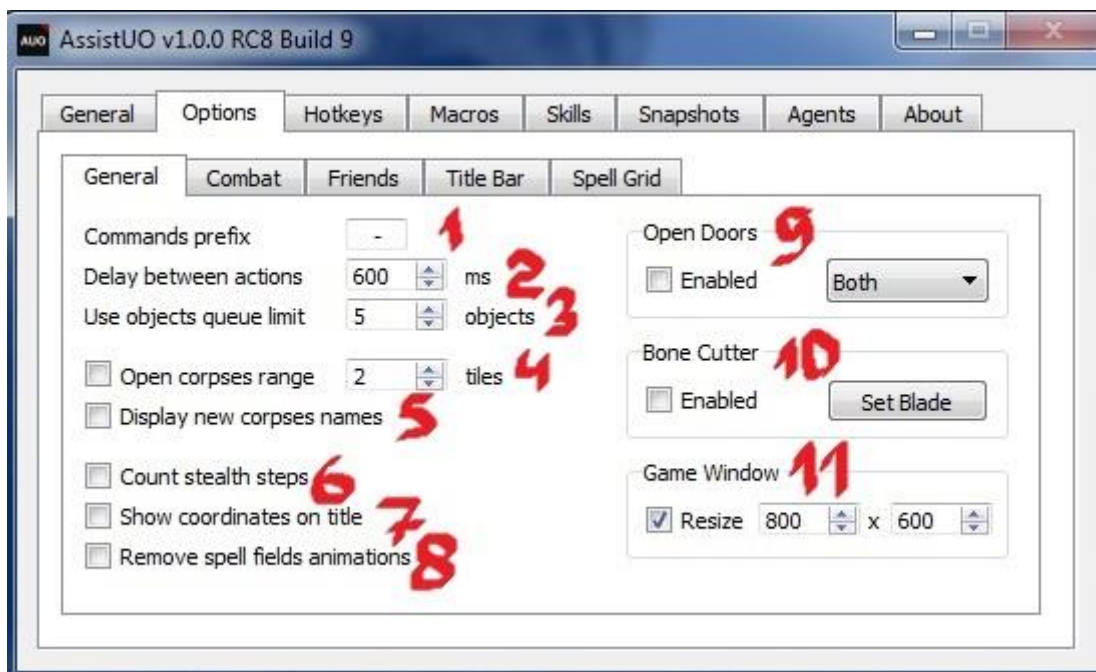 AUO AssistUO v1.0.0 RC8 Build 9
General Options Hotkeys Macros Skills Snapshots Agents About
General Combat Friends Title Bar Spell Grid
Commands prefix - 1
Delay between actions 600 ms 2
Use objects queue limit 5 objects 3
Open corpses range 2 tiles 4
Display new corpses names 5
Count stealth steps 6
Show coordinates on title 7
Remove spell fields animations 8
Open Doors 9
Enabled Both
Bone Cutter 10
Enabled Set Blade
Game Window 11
Resize 800 x 600